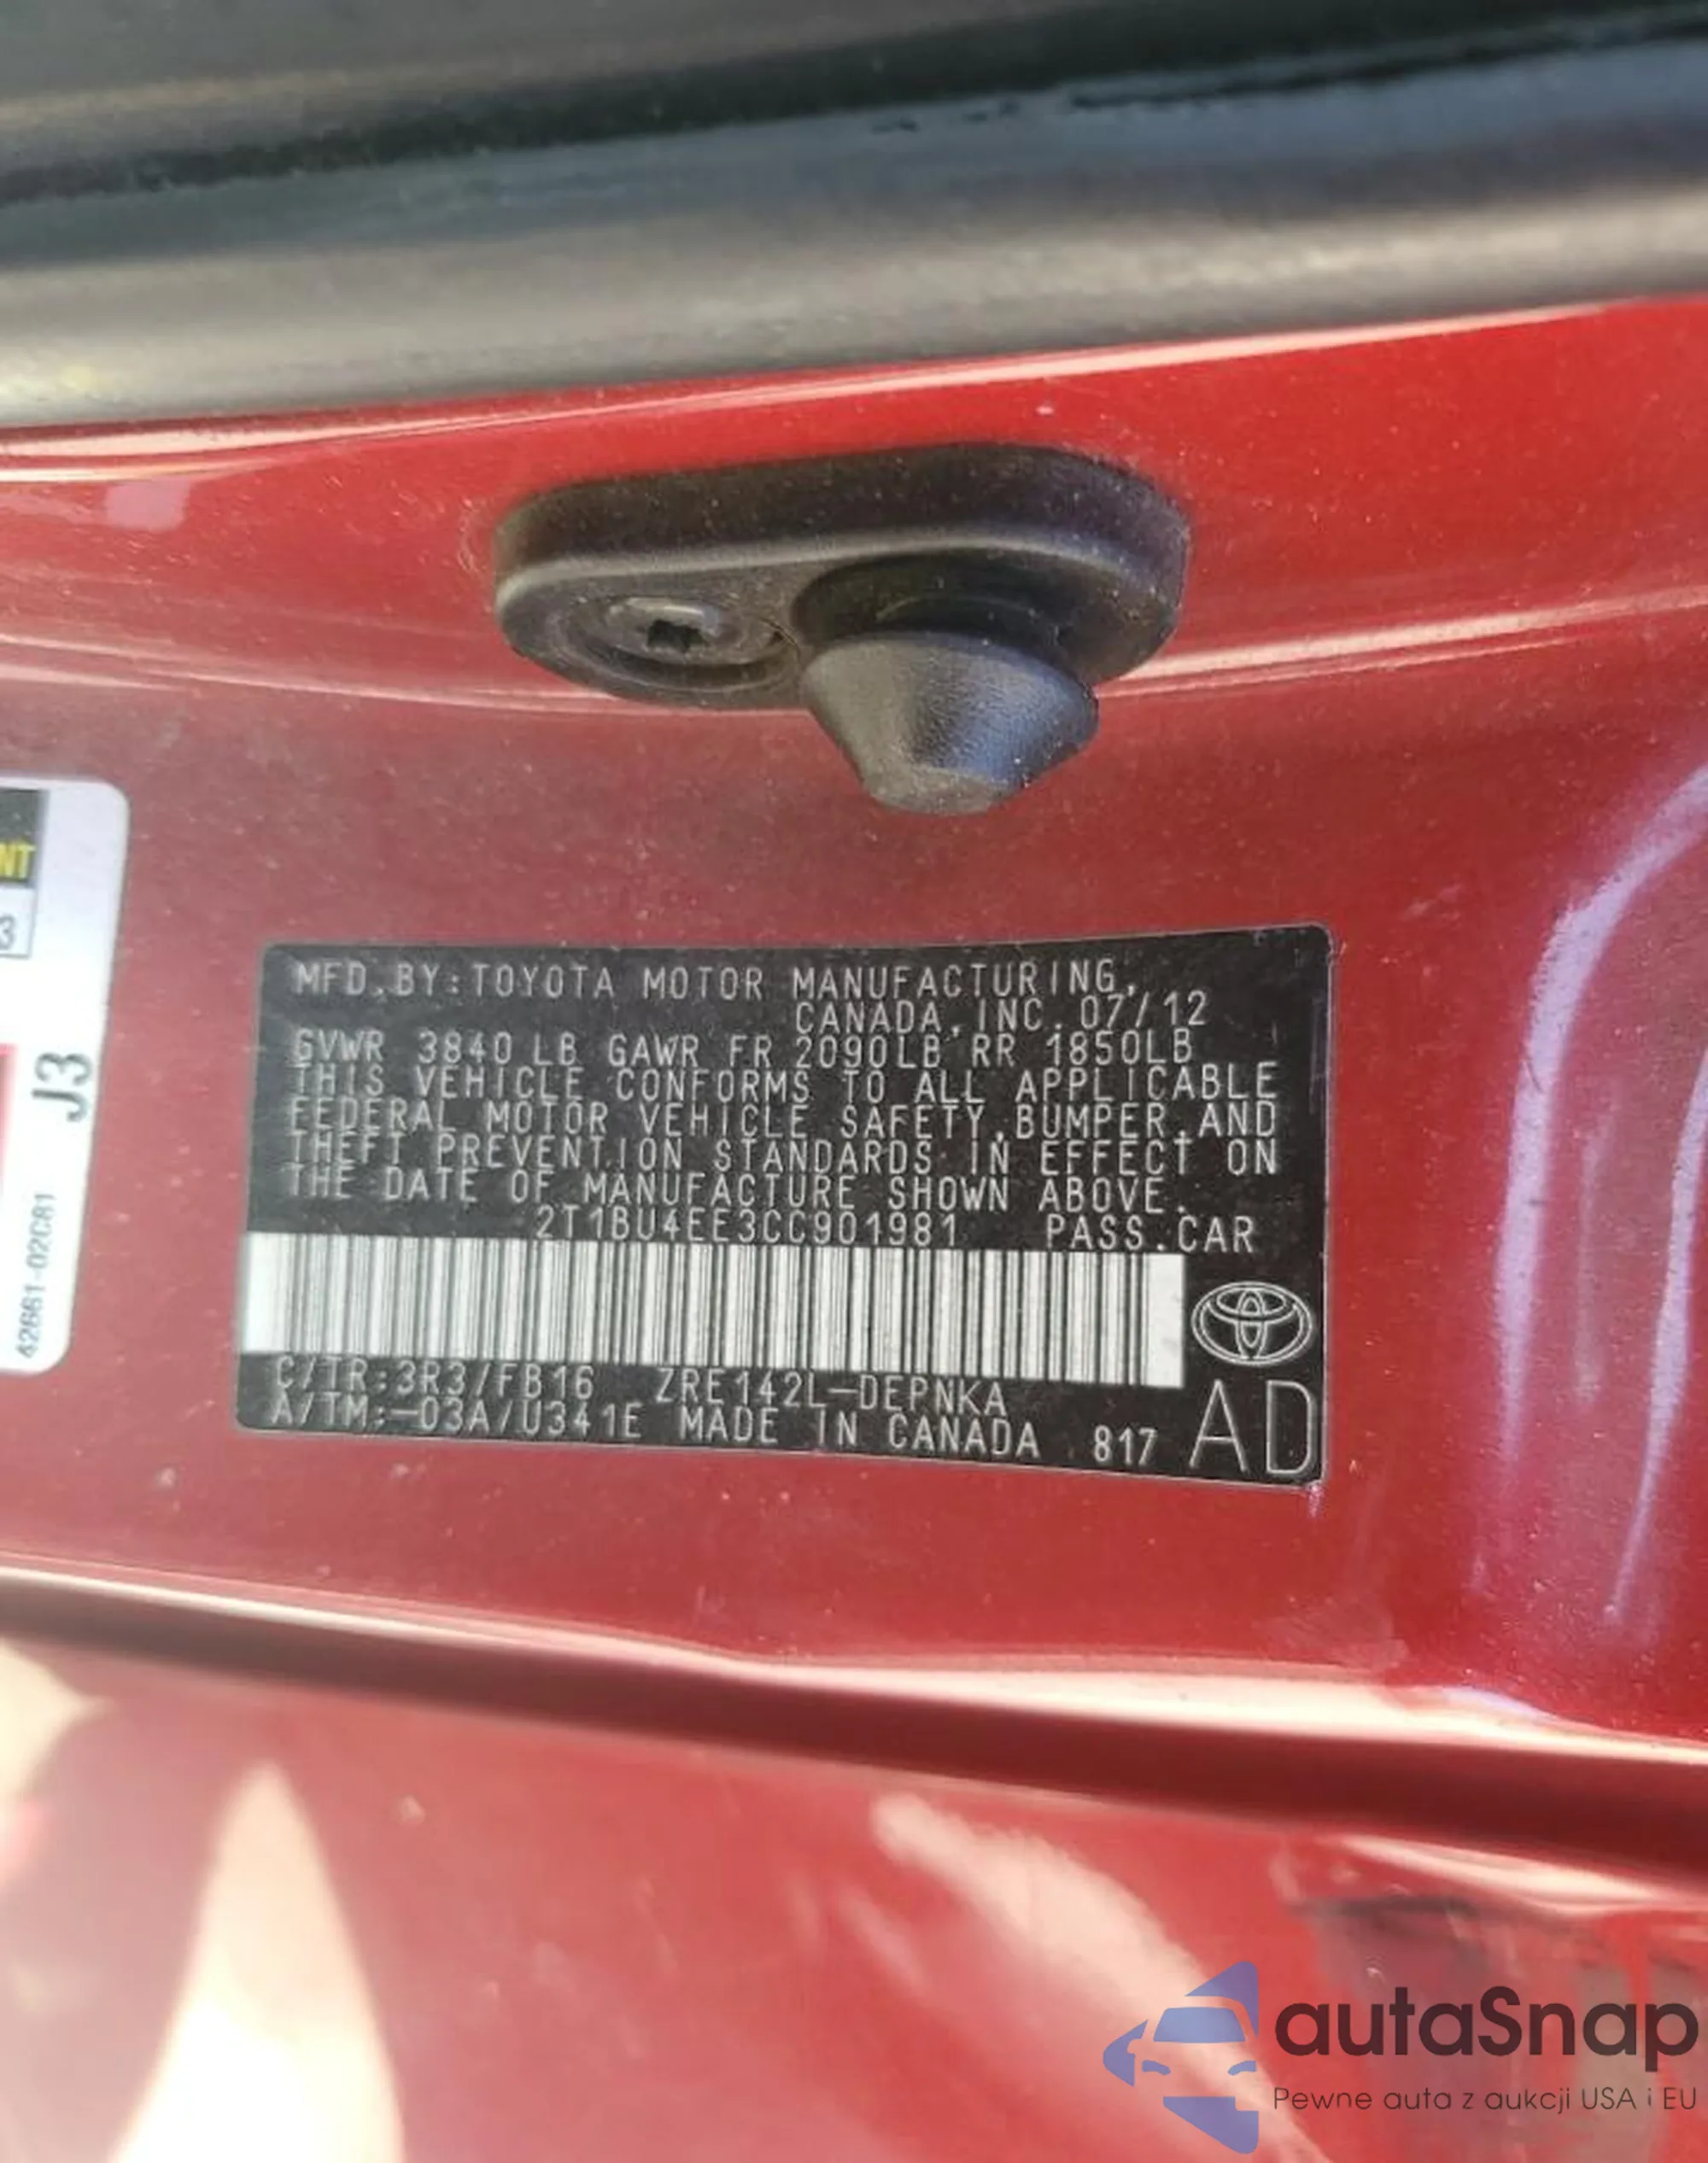 NT
3
J3
42661-02C81
MFD.BY:TOYOTA MOTOR MANUFACTURING,
CANADA,INC.07/12
GVWR 3840 LB GAWR FR 2090LB RR 1850LB
THIS VEHICLE CONFORMS TO ALL APPLICABLE
FEDERAL MOTOR VEHICLE SAFETY,BUMPER,AND
THEFT PREVENTION STANDARDS IN EFFECT ON
THE DATE OF MANUFACTURE SHOWN ABOVE.
2T1BU4EE3CC901981 PASS.CAR
C/TR:3R3/FB16 ZRE142L-DEPNKA
A/TM:-03A/U341E MADE IN CANADA 817 AD
autaSnap
Pewne auta z aukcji USA i EU